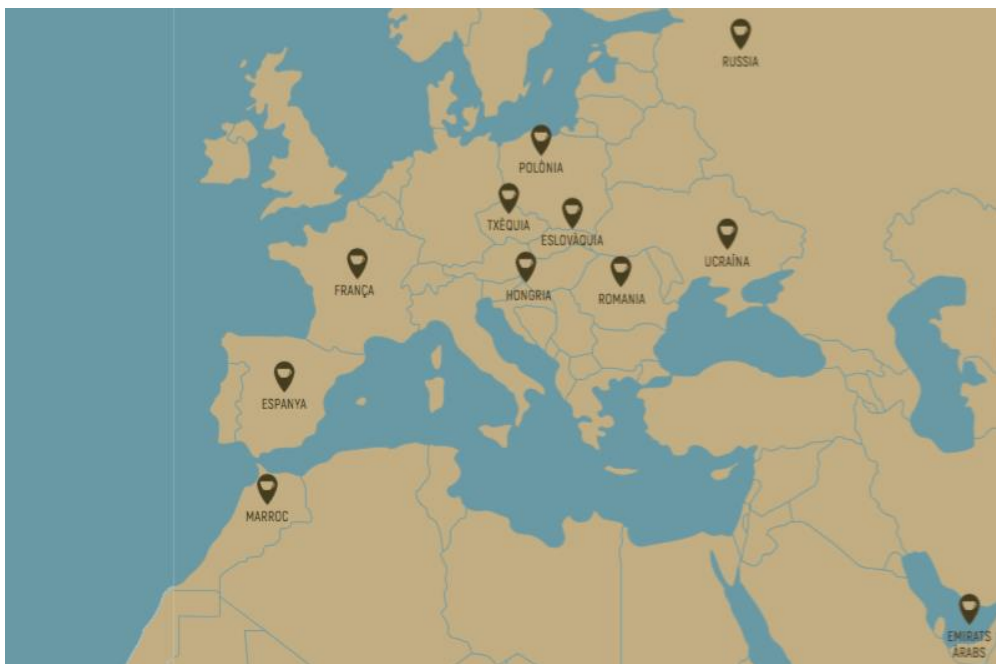 RUSSIA
POLÒNIA
TXÈQUIA
ESLOVÀQUIA
UCRAÏNA
FRANÇA
HONGRIA
ROMANIA
ESPANYA
MARROC
EMIRATS
ÀRABS